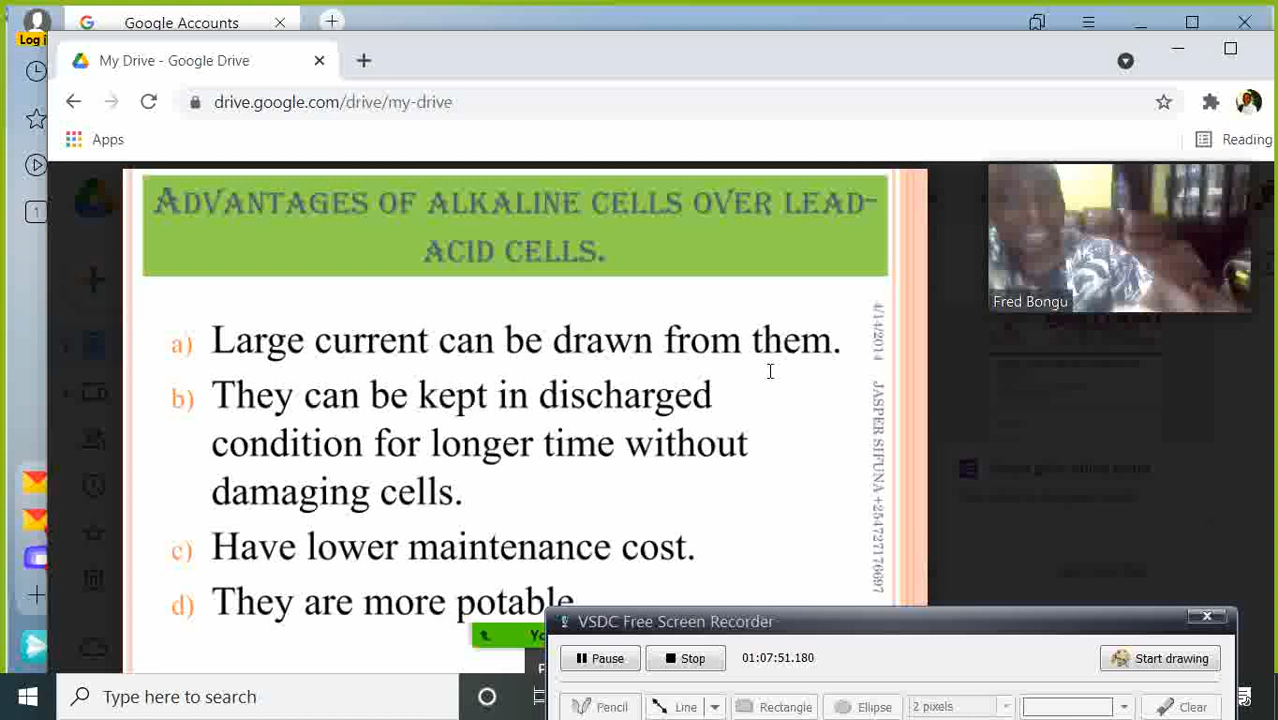 Google Accounts
Log i
My Drive - Google Drive
drive.google.com/drive/my-drive
Apps
Reading
1
ADVANTAGES OF ALKALINE CELLS OVER LEAD-
ACID CELLS.
a) Large current can be drawn from them.
b) They can be kept in discharged
condition for longer time without
damaging cells.
c) Have lower maintenance cost.
d) They are more potable
4/14/2014 JASPER SIFUNA +254727176697
Fred Bongu
VSDC Free Screen Recorder
Pause
Stop
01:07:51.180
Start drawing
Pencil
Line
Rectangle
Ellipse
2 pixels
Clear
Type here to search